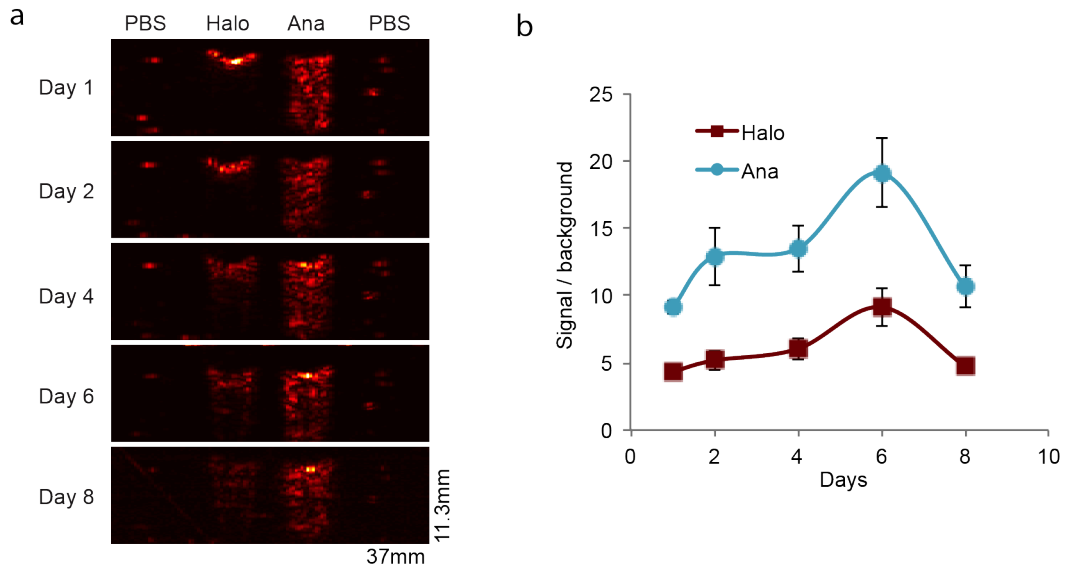 a
PBS Halo Ana PBS
Day 1
Day 2
Day 4
Day 6
Day 8
11.3mm
37mm
b
25
20
15
10
5
0
Signal / background
Halo
Ana
0 2 4 6 8 10
Days